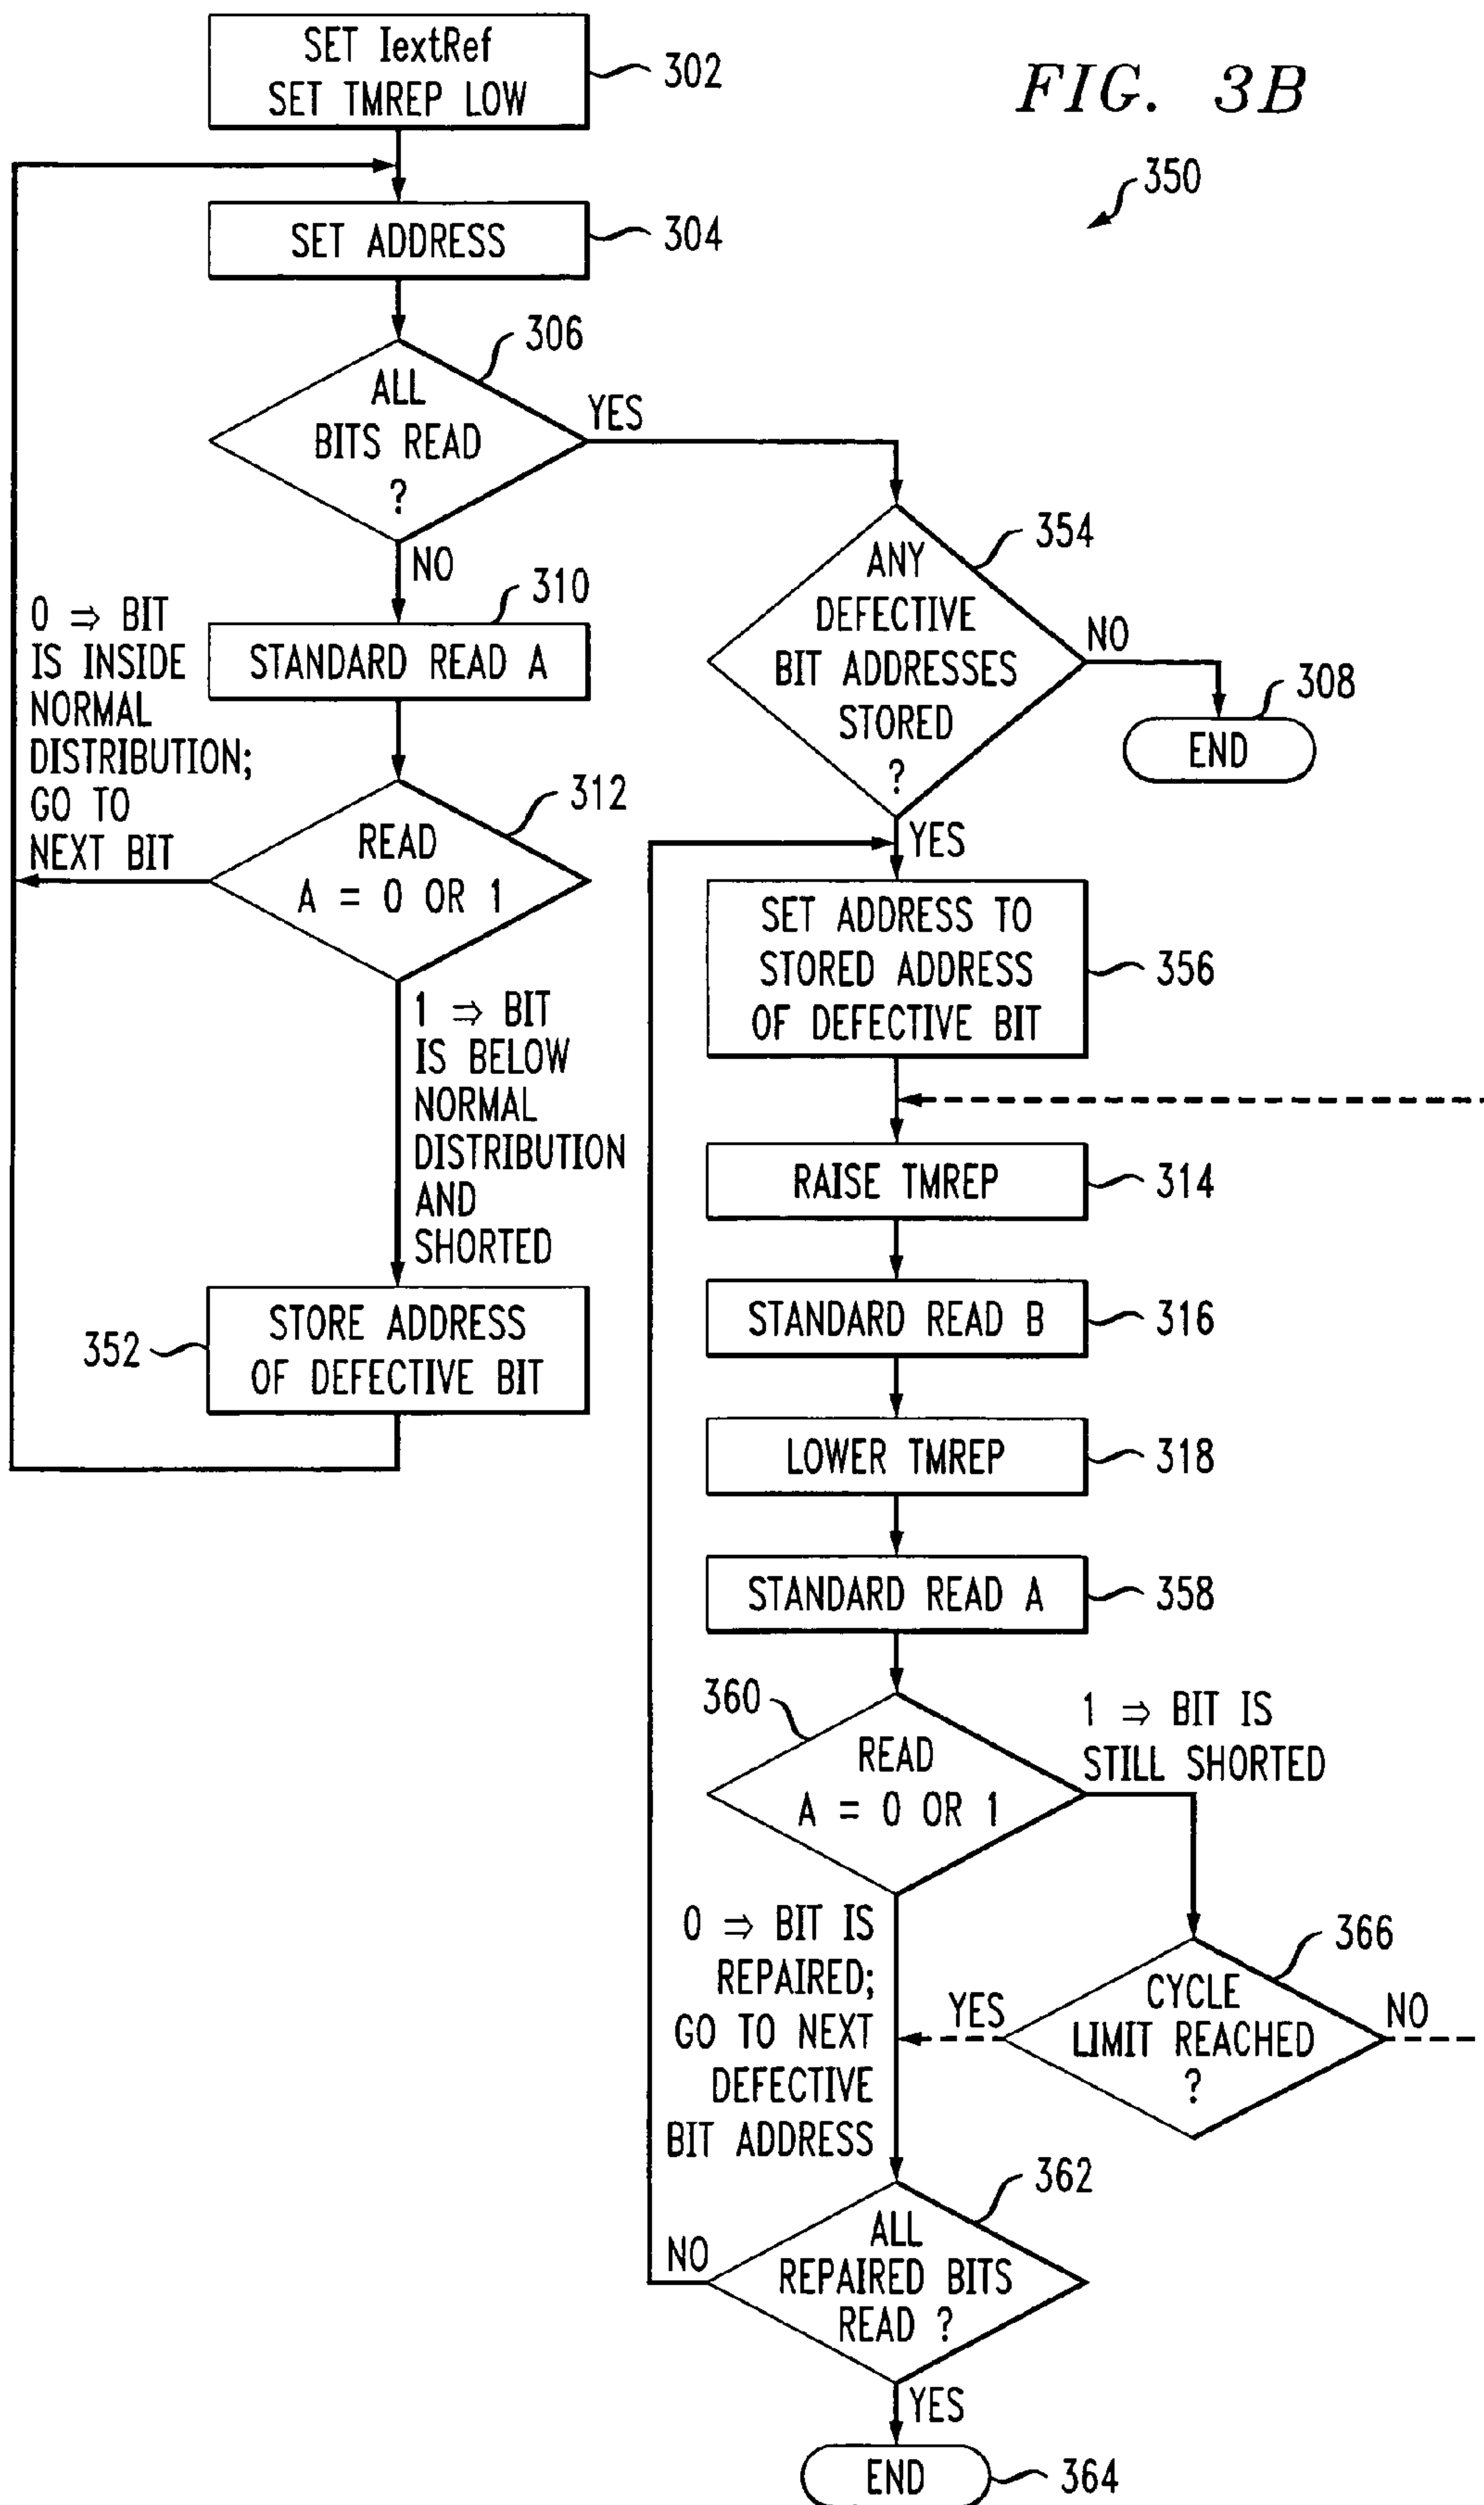 SET IextRef
SET TMREP LOW
302
FIG. 3B
350
SET ADDRESS
304
306
ALL
BITS READ
?
YES
NO
354
ANY
DEFECTIVE
BIT ADDRESSES
STORED
?
NO
308
END
YES
0 ⇒ BIT
IS INSIDE
NORMAL
DISTRIBUTION;
GO TO
NEXT BIT
310
STANDARD READ A
312
READ
A = 0 OR 1
1 ⇒ BIT
IS BELOW
NORMAL
DISTRIBUTION
AND
SHORTED
352
STORE ADDRESS
OF DEFECTIVE BIT
SET ADDRESS TO
STORED ADDRESS
OF DEFECTIVE BIT
356
RAISE TMREP
314
STANDARD READ B
316
LOWER TMREP
318
STANDARD READ A
358
360
READ
A = 0 OR 1
1 ⇒ BIT IS
STILL SHORTED
0 ⇒ BIT IS
REPAIRED;
GO TO NEXT
DEFECTIVE
BIT ADDRESS
366
CYCLE
LIMIT REACHED
?
YES
NO
362
ALL
REPAIRED BITS
READ ?
NO
YES
END
364